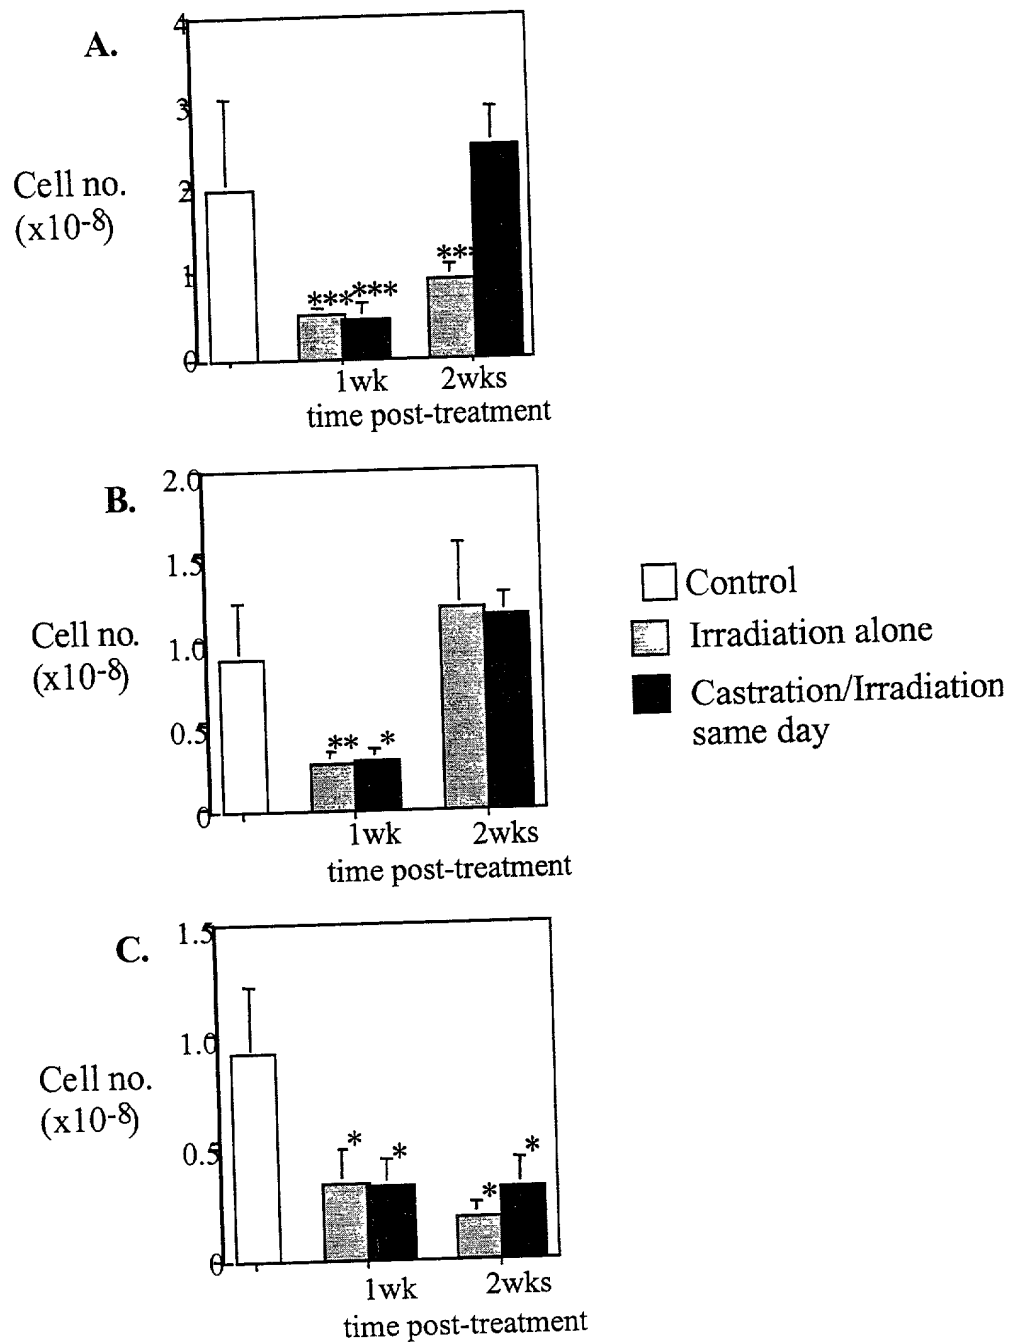 A.
4
3
2
1
0
Cell no.
(x10-8)
***
***
***
1wk 2wks
time post-treatment
B.
2.0
1.5
1.0
0.5
0
Cell no.
(x10-8)
**
*
1wk 2wks
time post-treatment
Control
Irradiation alone
Castration/Irradiation
same day
C.
1.5
1.0
0.5
0
Cell no.
(x10-8)
*
*
*
*
1wk 2wks
time post-treatment